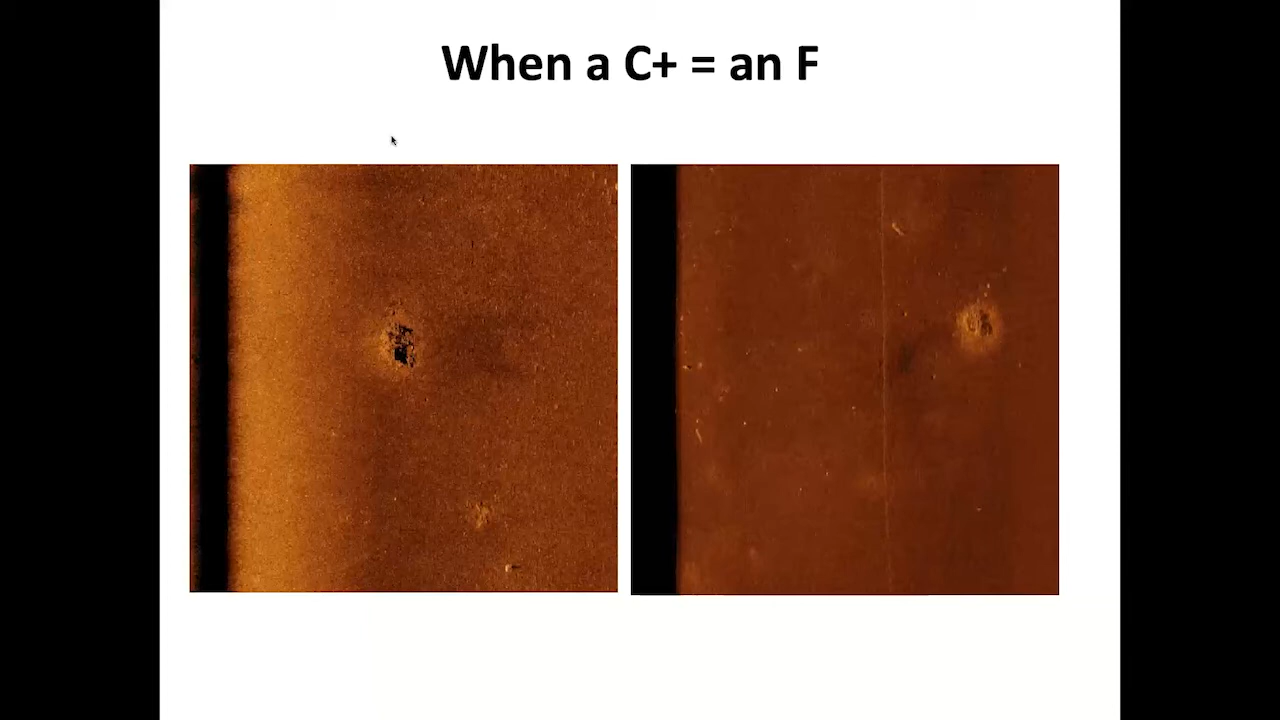 When a C+ = an F